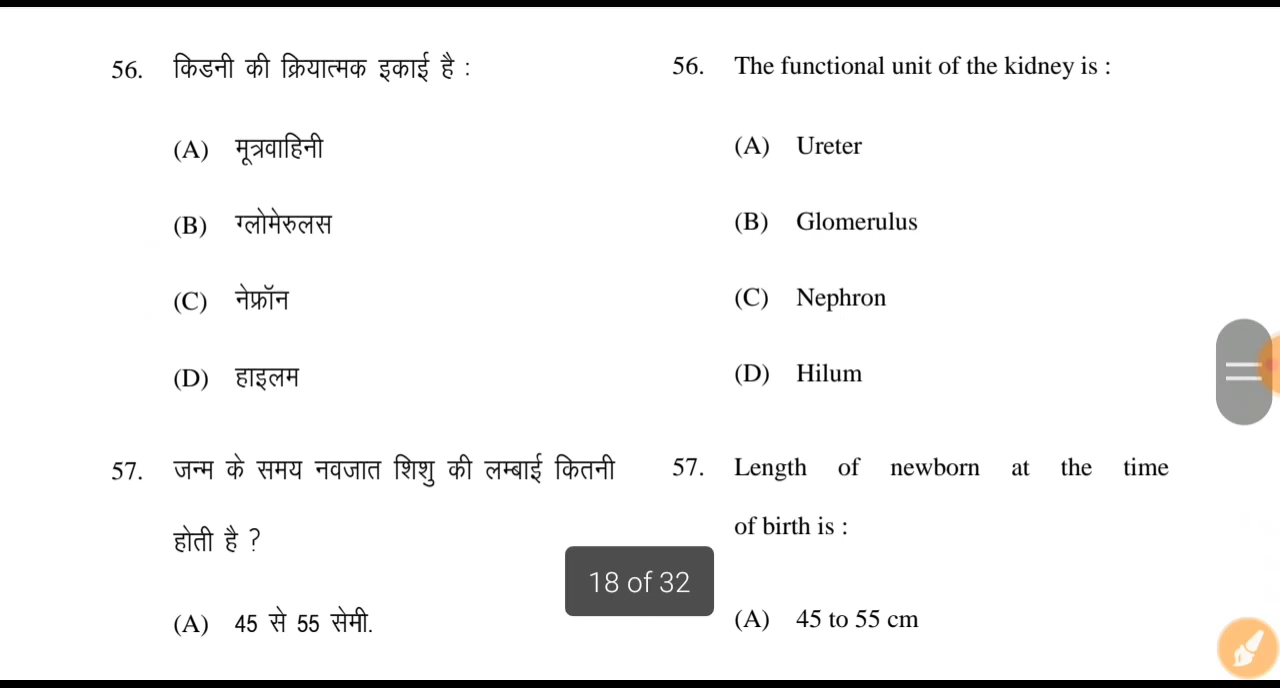 56. किडनी की क्रियात्मक इकाई है :
(A) मूत्रवाहिनी
(B) ग्लोमेरुलस
(C) नेफ्रॉन
(D) हाइलम
57. जन्म के समय नवजात शिशु की लम्बाई कितनी
होती है ?
(A) 45 से 55 सेमी.
56. The functional unit of the kidney is :
(A) Ureter
(B) Glomerulus
(C) Nephron
(D) Hilum
57. Length of newborn at the time
of birth is :
(A) 45 to 55 cm
18 of 32